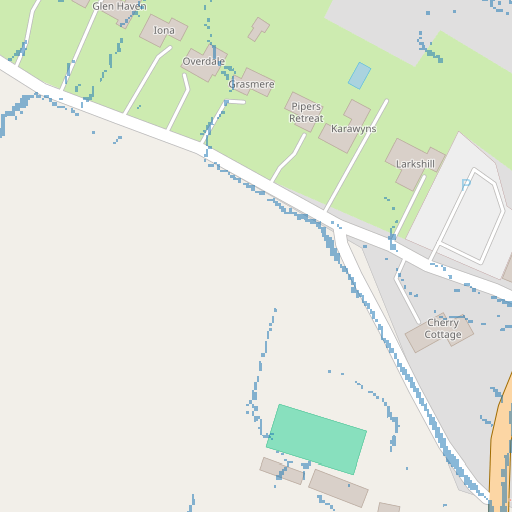 Glen Haven
Iona
Overdale
Grasmere
Pipers
Retreat
Karawyns
Larkshill
Cherry
Cottage